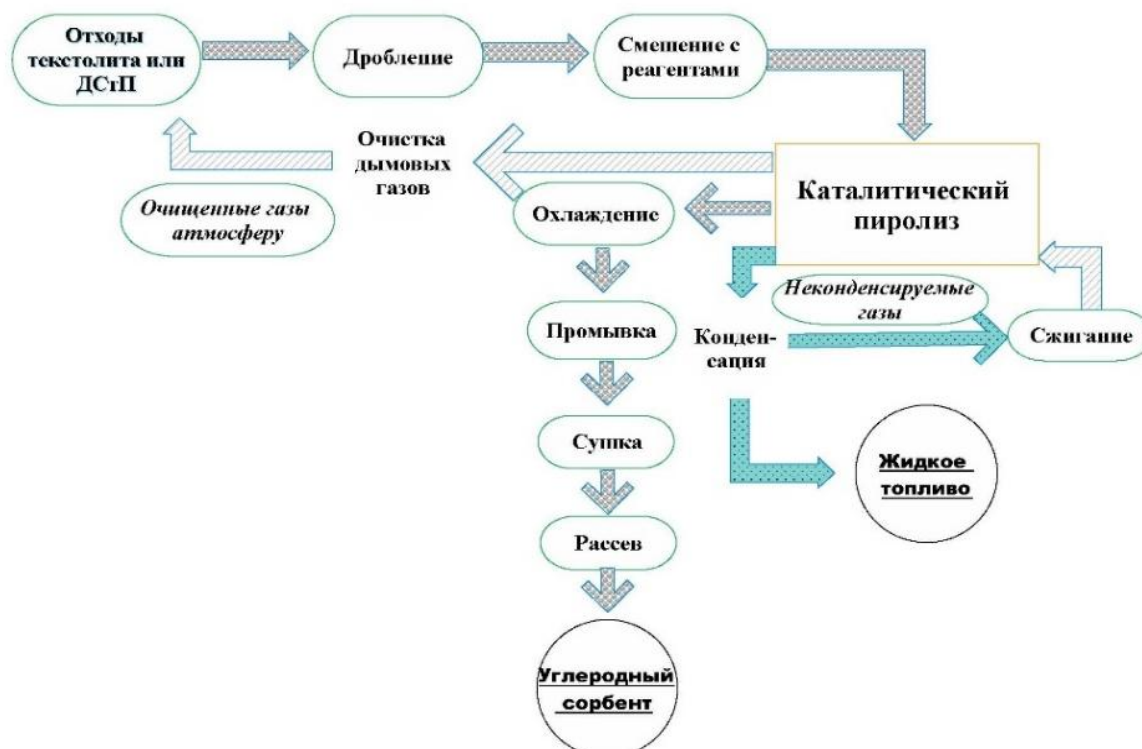 Отходы
текстолита или
ДСтП
Дробление
Смешение с
реагентами
Очистка
дымовых
газов
Каталитический
пиролиз
Очищенные газы
атмосферу
Охлаждение
Неконденсируемые
газы
Промывка
Конден-
сация
Сжигание
Сушка
Жидкое
топливо
Рассев
Углеродный
сорбент